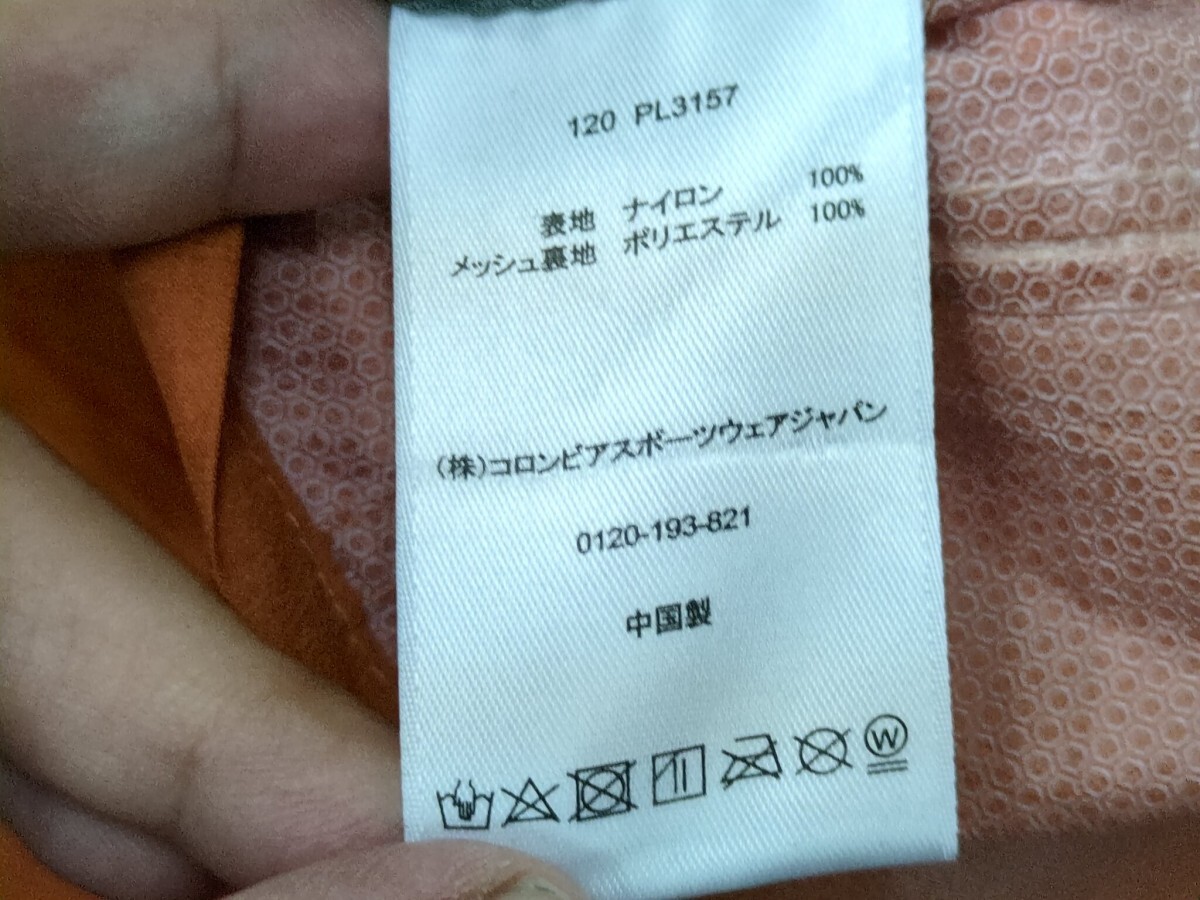 120 PL3157
表地 ナイロン 100%
メッシュ裏地 ポリエステル 100%
(株)コロンビアスポーツウェアジャパン
0120-193-821
中国製
W